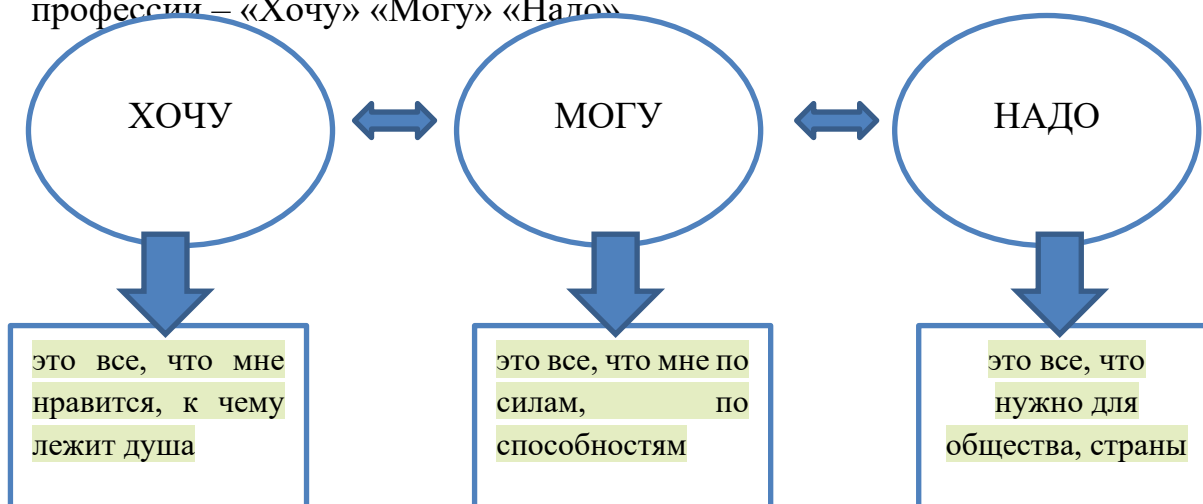 профессии – «Хочу» «Могу» «Надо»
ХОЧУ
МОГУ
НАДО
это все, что мне
нравится, к чему
лежит душа
это все, что мне по
силам, по
способностям
это все, что
нужно для
общества, страны